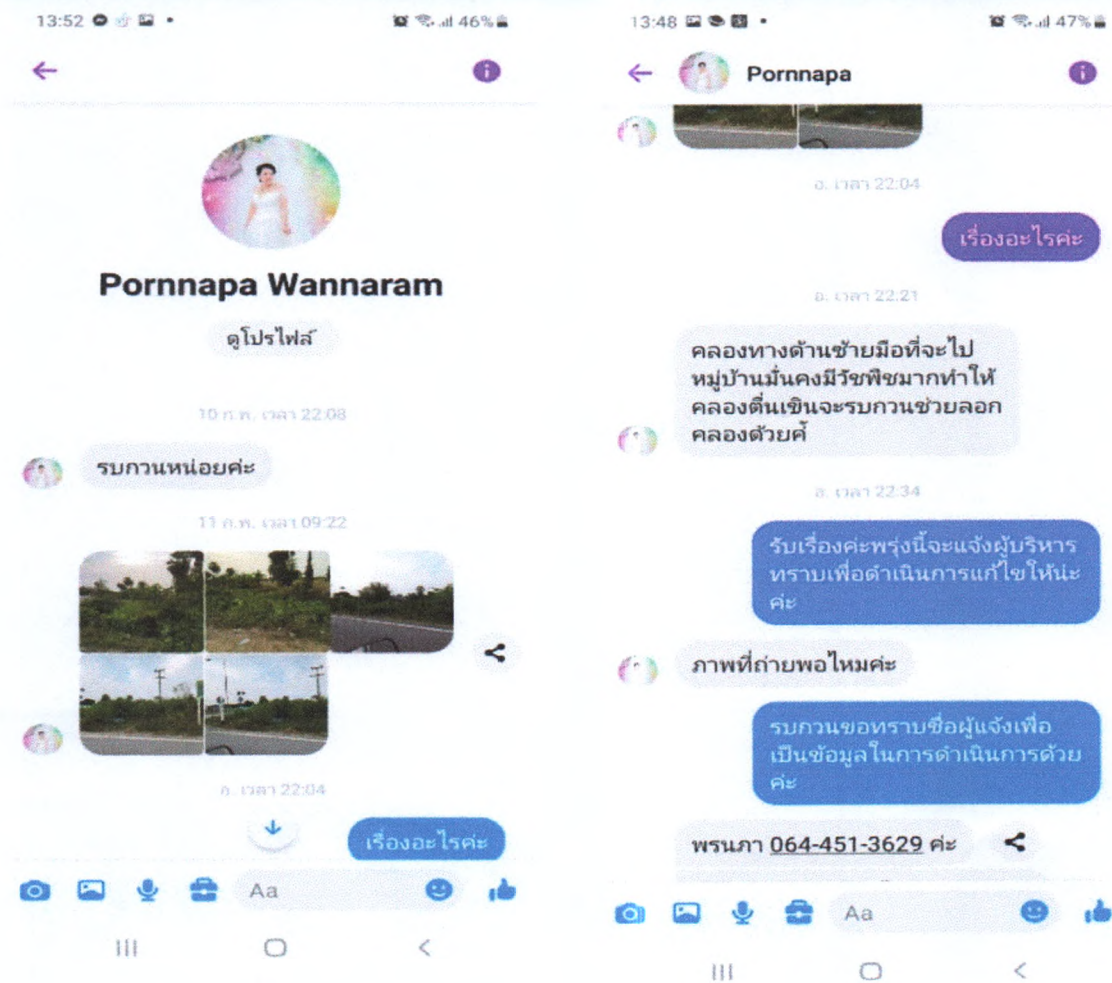 13:52
46%
Pornnapa Wannaram
ดูโปรไฟล์
10 ก.พ. เวลา 22:08
รบกวนหน่อยค่ะ
11 ก.พ. เวลา 09:22
อ. เวลา 22:04
เรื่องอะไรค่ะ
Aa
13:48
47%
Pornnapa
อ. เวลา 22:04
เรื่องอะไรค่ะ
อ. เวลา 22:21
คลองทางด้านซ้ายมือที่จะไป
หมู่บ้านมั่นคงมีวัชพืชมากทำให้
คลองตื่นเขินจะรบกวนช่วยลอก
คลองด้วยค้่
อ. เวลา 22:34
รับเรื่องค่ะพรุ่งนี้จะแจ้งผู้บริหาร
ทราบเพื่อดำเนินการแก้ไขให้น่ะ
ค่ะ
ภาพที่ถ่ายพอไหมค่ะ
รบกวนขอทราบชื่อผู้แจ้งเพื่อ
เป็นข้อมูลในการดำเนินการด้วย
ค่ะ
พรนภา 064-451-3629 ค่ะ
Aa